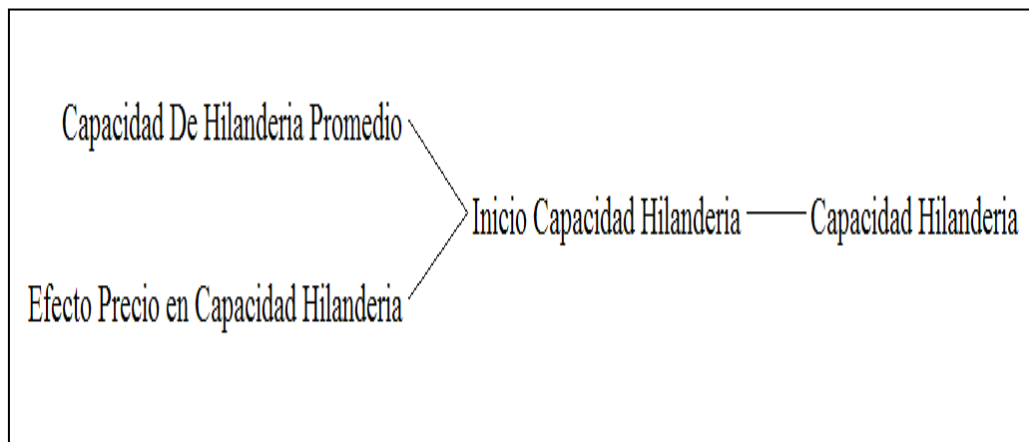 Capacidad De Hilanderia Promedio
Inicio Capacidad Hilanderia
Capacidad Hilanderia
Efecto Precio en Capacidad Hilanderia